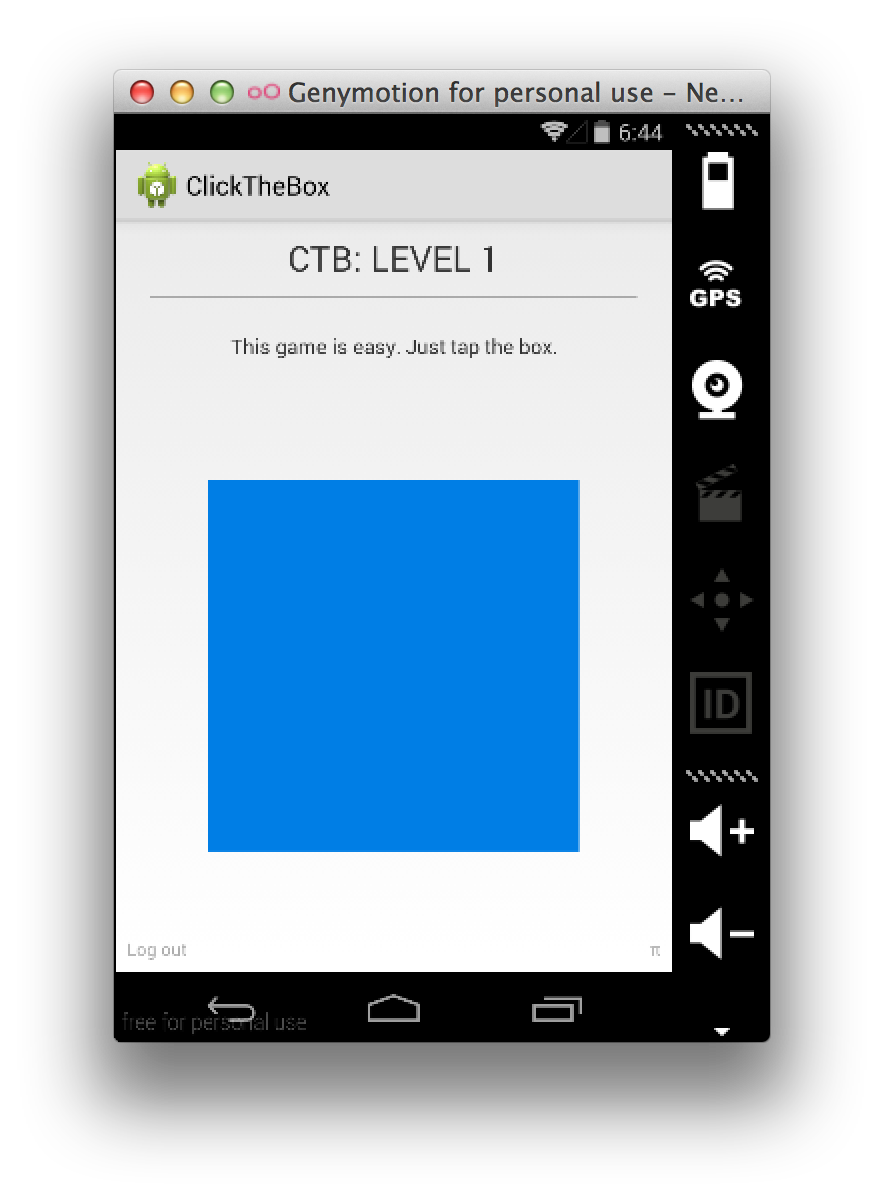 Genymotion for personal use – Ne...
6:44
ClickTheBox
GPS
CTB: LEVEL 1
This game is easy. Just tap the box.
ID
+
Log out
π
–
free for personal use